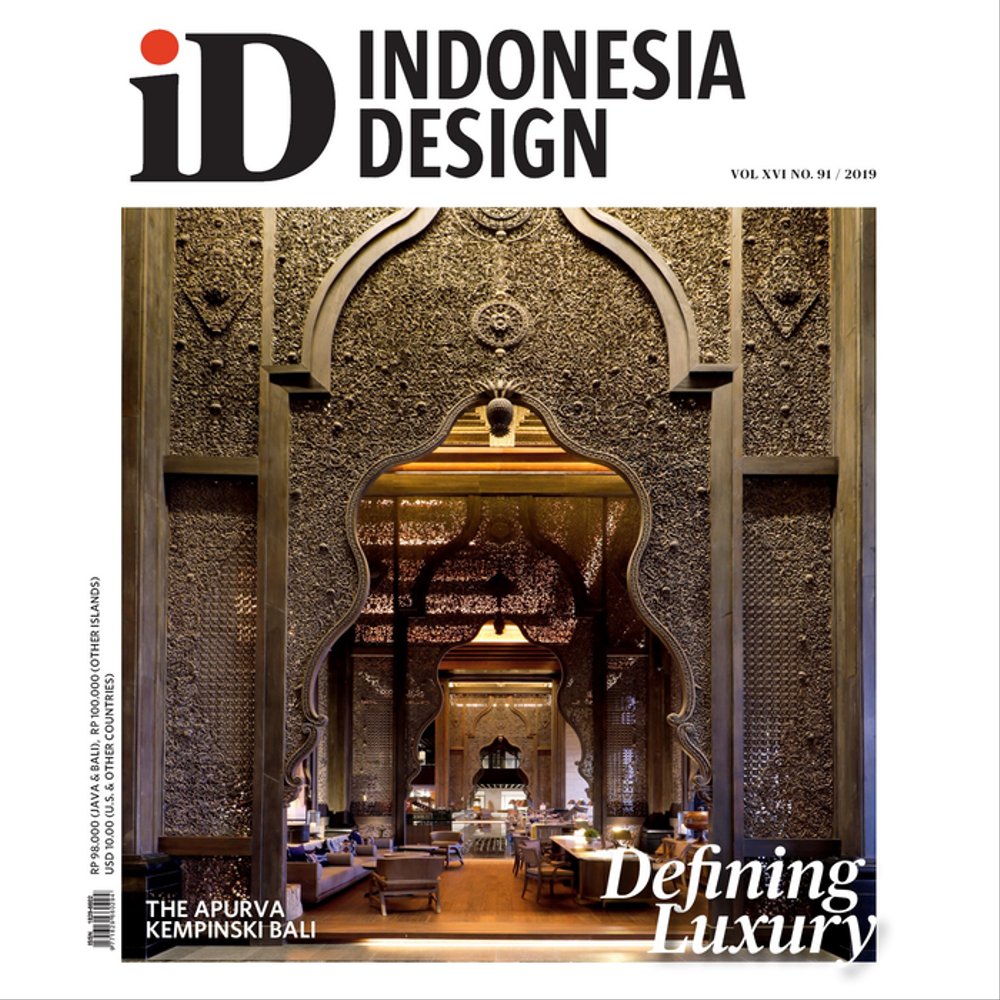 iD INDONESIA
DESIGN
VOL XVI NO. 91 / 2019
RP 98.000 (JAVA & BALI), RP 100.000 (OTHER ISLANDS)
USD 10.00 (U.S. & OTHER COUNTRIES)
THE APURVA
KEMPINSKI BALI
Defining
Luxury